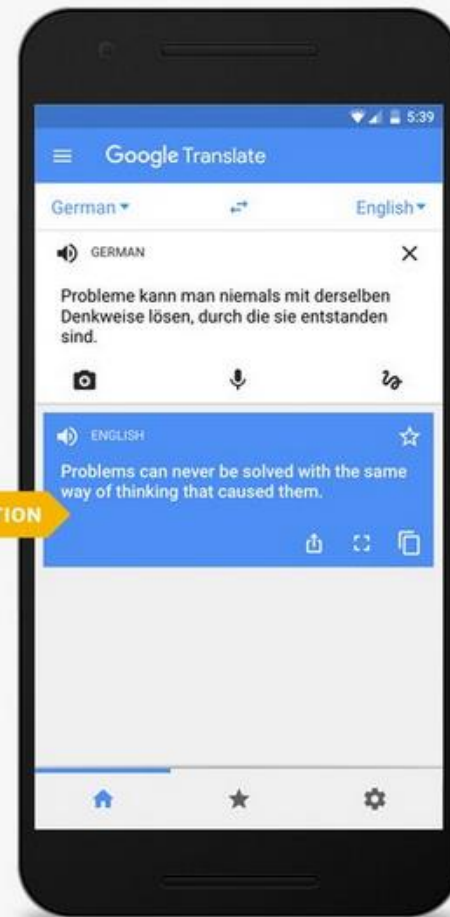 5:39
Google Translate
German
English
GERMAN
Probleme kann man niemals mit derselben
Denkweise lösen, durch die sie entstanden
sind.
ENGLISH
Problems can never be solved with the same
way of thinking that caused them.